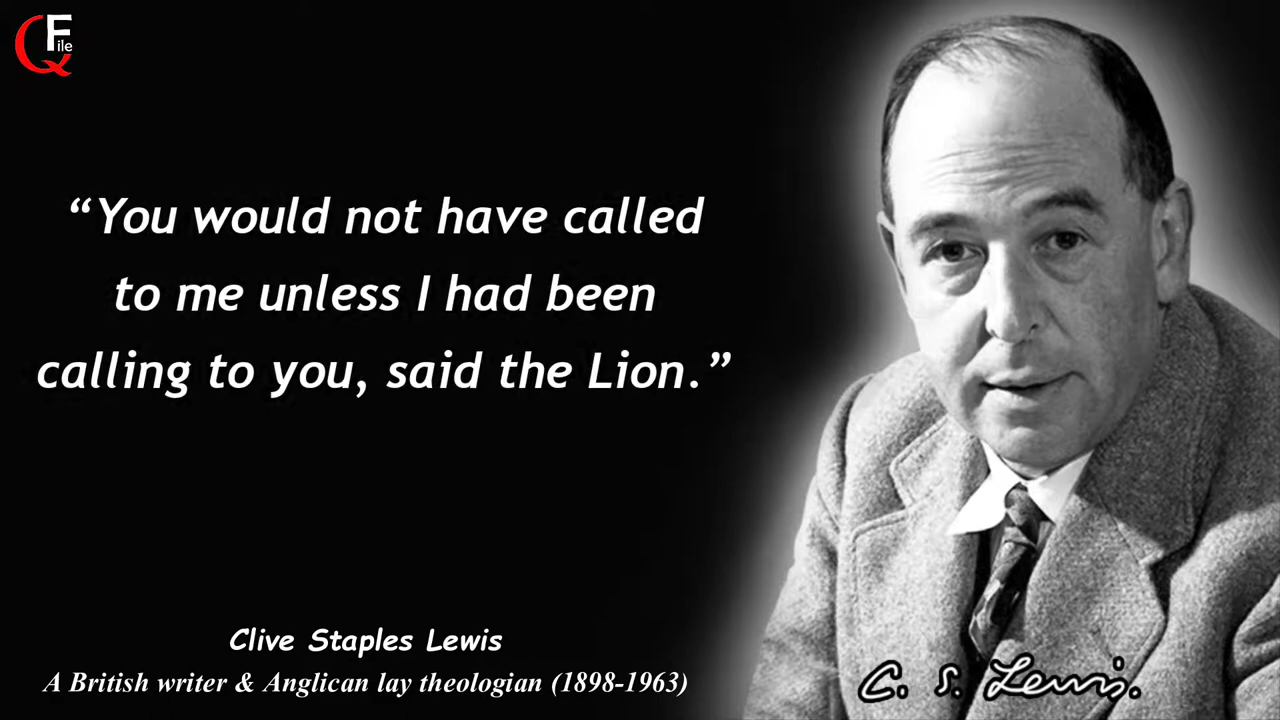 QFile
“You would not have called
to me unless I had been
calling to you, said the Lion.”
Clive Staples Lewis
A British writer & Anglican lay theologian (1898-1963)
C. S. Lewis.